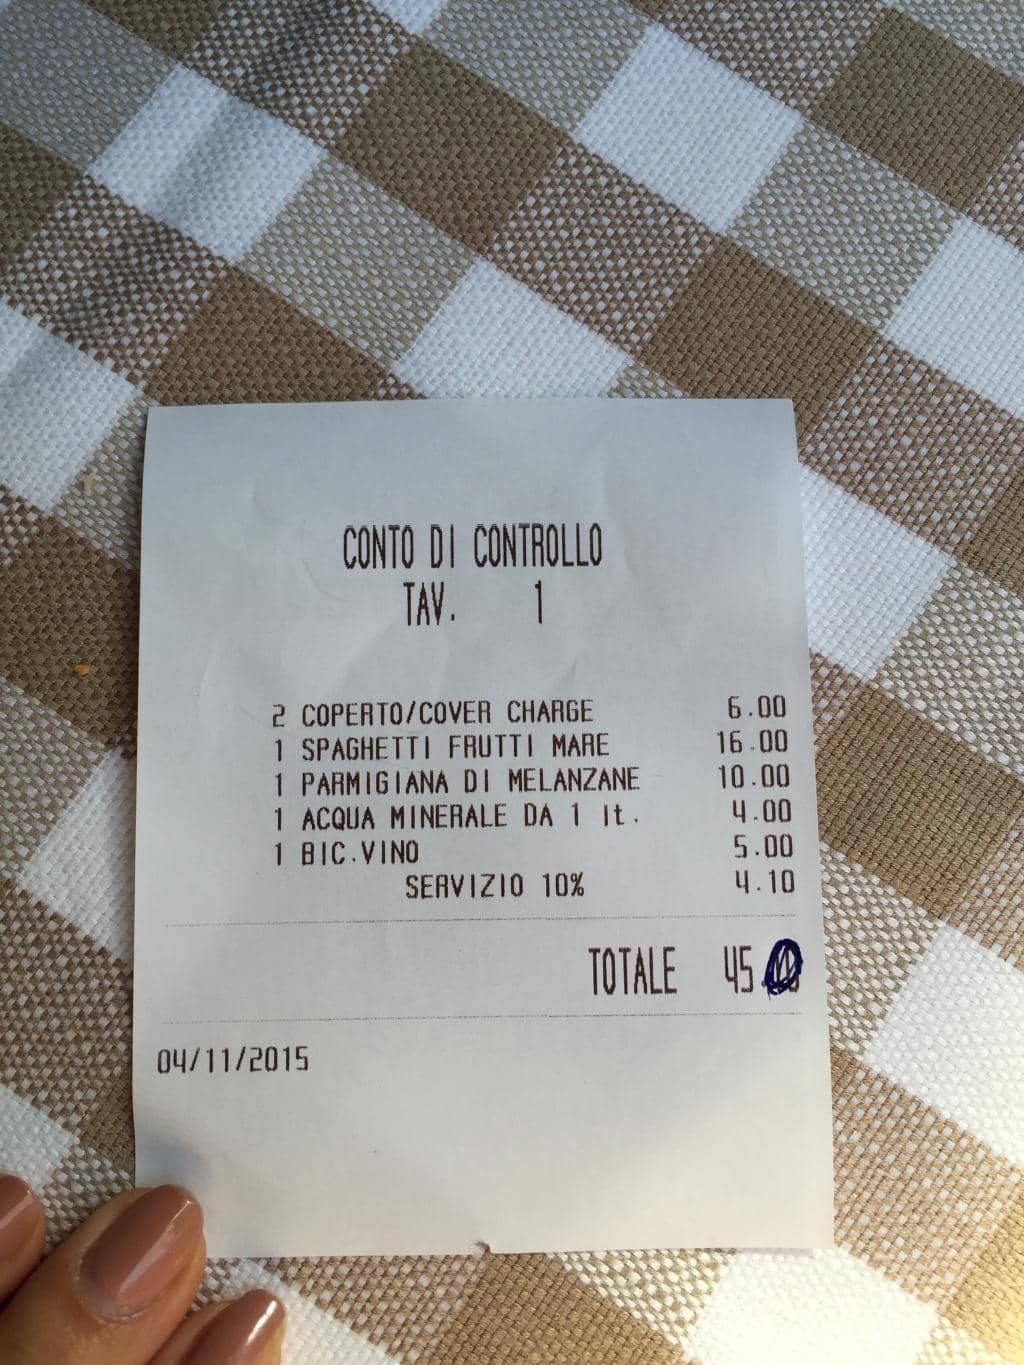 CONTO DI CONTROLLO
TAV. 1
2 COPERTO/COVER CHARGE 6.00
1 SPAGHETTI FRUTTI MARE 16.00
1 PARMIGIANA DI MELANZANE 10.00
1 ACQUA MINERALE DA 1 lt. 4.00
1 BIC.VINO 5.00
SERVIZIO 10% 4.10
TOTALE 45.
04/11/2015